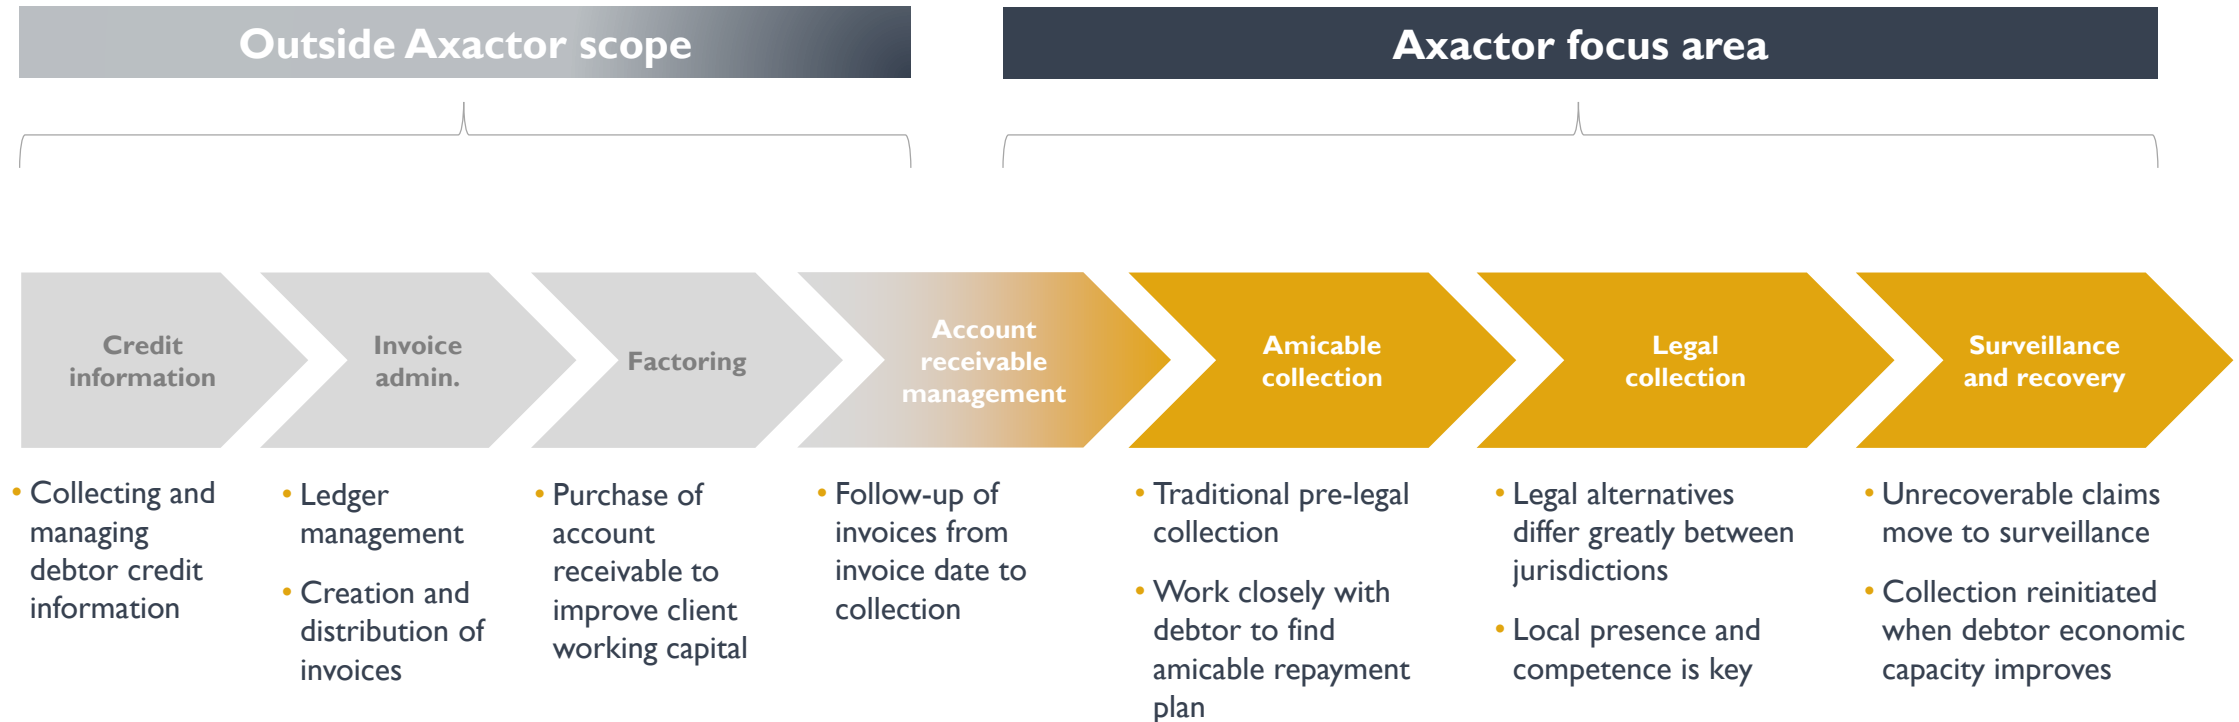 Outside Axactor scope
Axactor focus area
Credit
information
Invoice
admin.
Factoring
Account
receivable
management
Amicable
collection
Legal
collection
Surveillance
and recovery
• Collecting and
managing
debtor credit
information
• Ledger
management
• Creation and
distribution of
invoices
• Purchase of
account
receivable to
improve client
working capital
• Follow-up of
invoices from
invoice date to
collection
• Traditional pre-legal
collection
• Work closely with
debtor to find
amicable repayment
plan
• Legal alternatives
differ greatly between
jurisdictions
• Local presence and
competence is key
• Unrecoverable claims
move to surveillance
• Collection reinitiated
when debtor economic
capacity improves